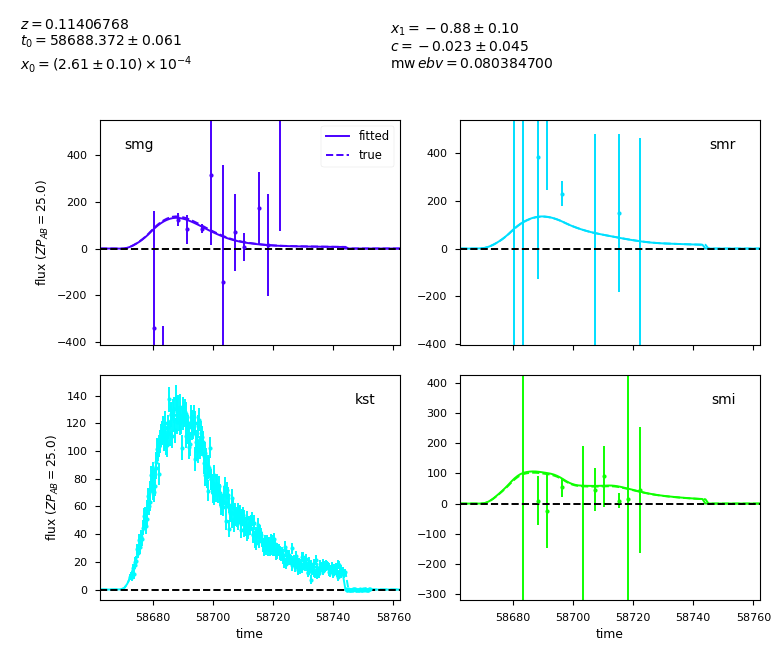 z = 0.11406768
t₀ = 58688.372 ± 0.061
x₀ = (2.61 ± 0.10) × 10⁻⁴
x₁ = −0.88 ± 0.10
c = −0.023 ± 0.045
mw ebv = 0.080384700
smg
fitted
true
400
200
0
−200
−400
flux (ZP_AB = 25.0)
smr
400
200
0
−200
−400
kst
140
120
100
80
60
40
20
0
flux (ZP_AB = 25.0)
58680 58700 58720 58740 58760
time
smi
400
300
200
100
0
−100
−200
−300
58680 58700 58720 58740 58760
time